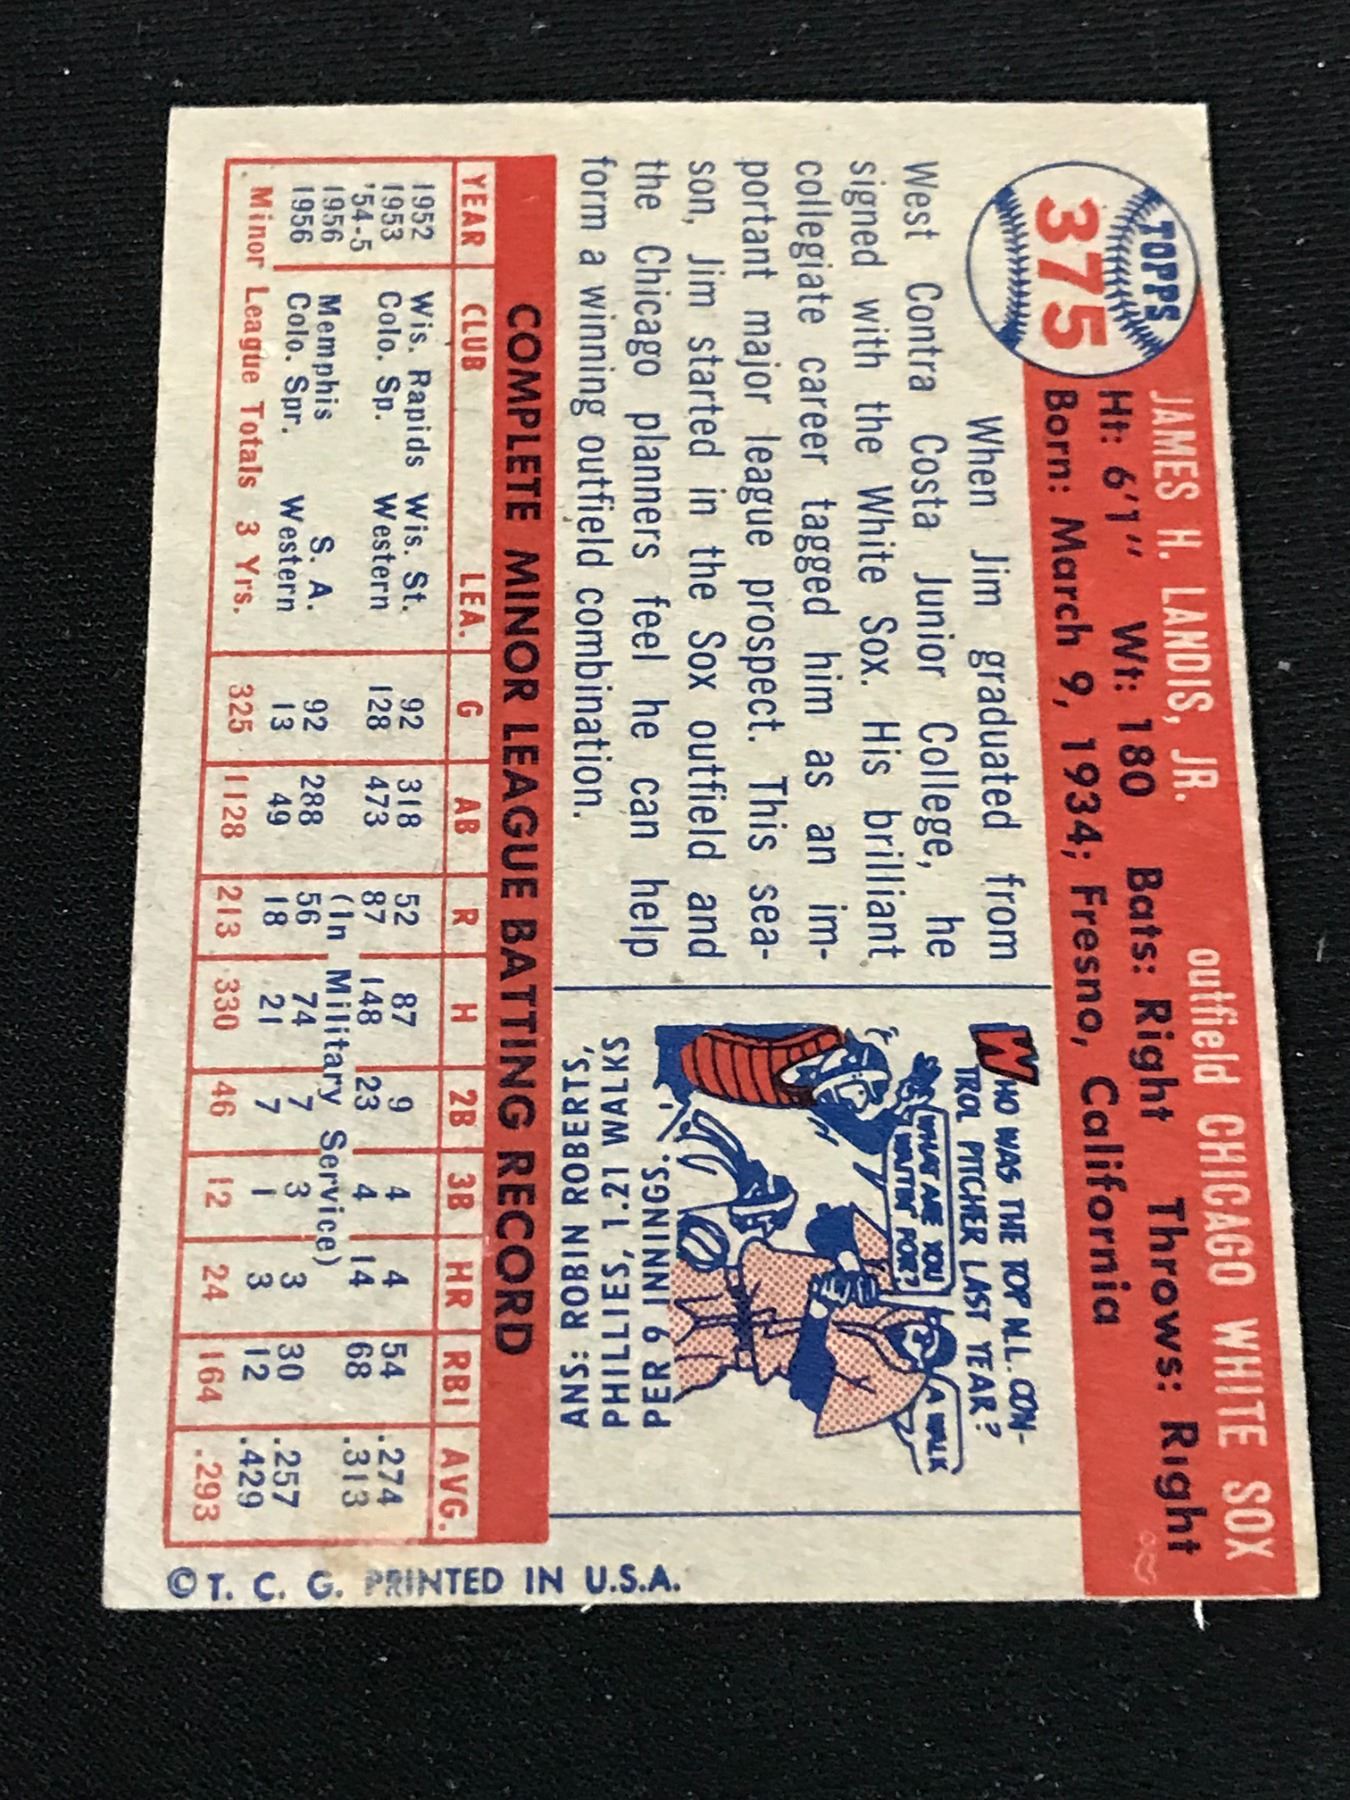 TOPPS
375
JAMES H. LANDIS, JR. outfield CHICAGO WHITE SOX
Ht: 6'1" Wt: 180 Bats: Right Throws: Right
Born: March 9, 1934; Fresno, California
When Jim graduated from
West Contra Costa Junior College, he
signed with the White Sox. His brilliant
collegiate career tagged him as an im-
portant major league prospect. This sea-
son, Jim started in the Sox outfield and
the Chicago planners feel he can help
form a winning outfield combination.
WHO WAS THE TOP N.L. CON-
TROL PITCHER LAST YEAR?
WHAT ARE YOU
WAITIN' FOR?
A WALK
ANS: ROBIN ROBERTS,
PHILLIES, 1.21 WALKS
PER 9 INNINGS.
COMPLETE MINOR LEAGUE BATTING RECORD
YEAR CLUB LEA. G AB R H 2B 3B HR RBI AVG.
1952 Wis. Rapids Wis. St. 92 318 52 87 9 4 4 54 .274
1953 Colo. Sp. Western 128 473 87 148 23 4 14 68 .313
'54-5 (In Military Service)
1956 Memphis S. A. 92 288 56 74 7 3 3 30 .257
1956 Colo. Spr. Western 13 49 18 21 7 1 3 12 .429
Minor League Totals 3 Yrs. 325 1128 213 330 46 12 24 164 .293
© T. C. G. PRINTED IN U.S.A.